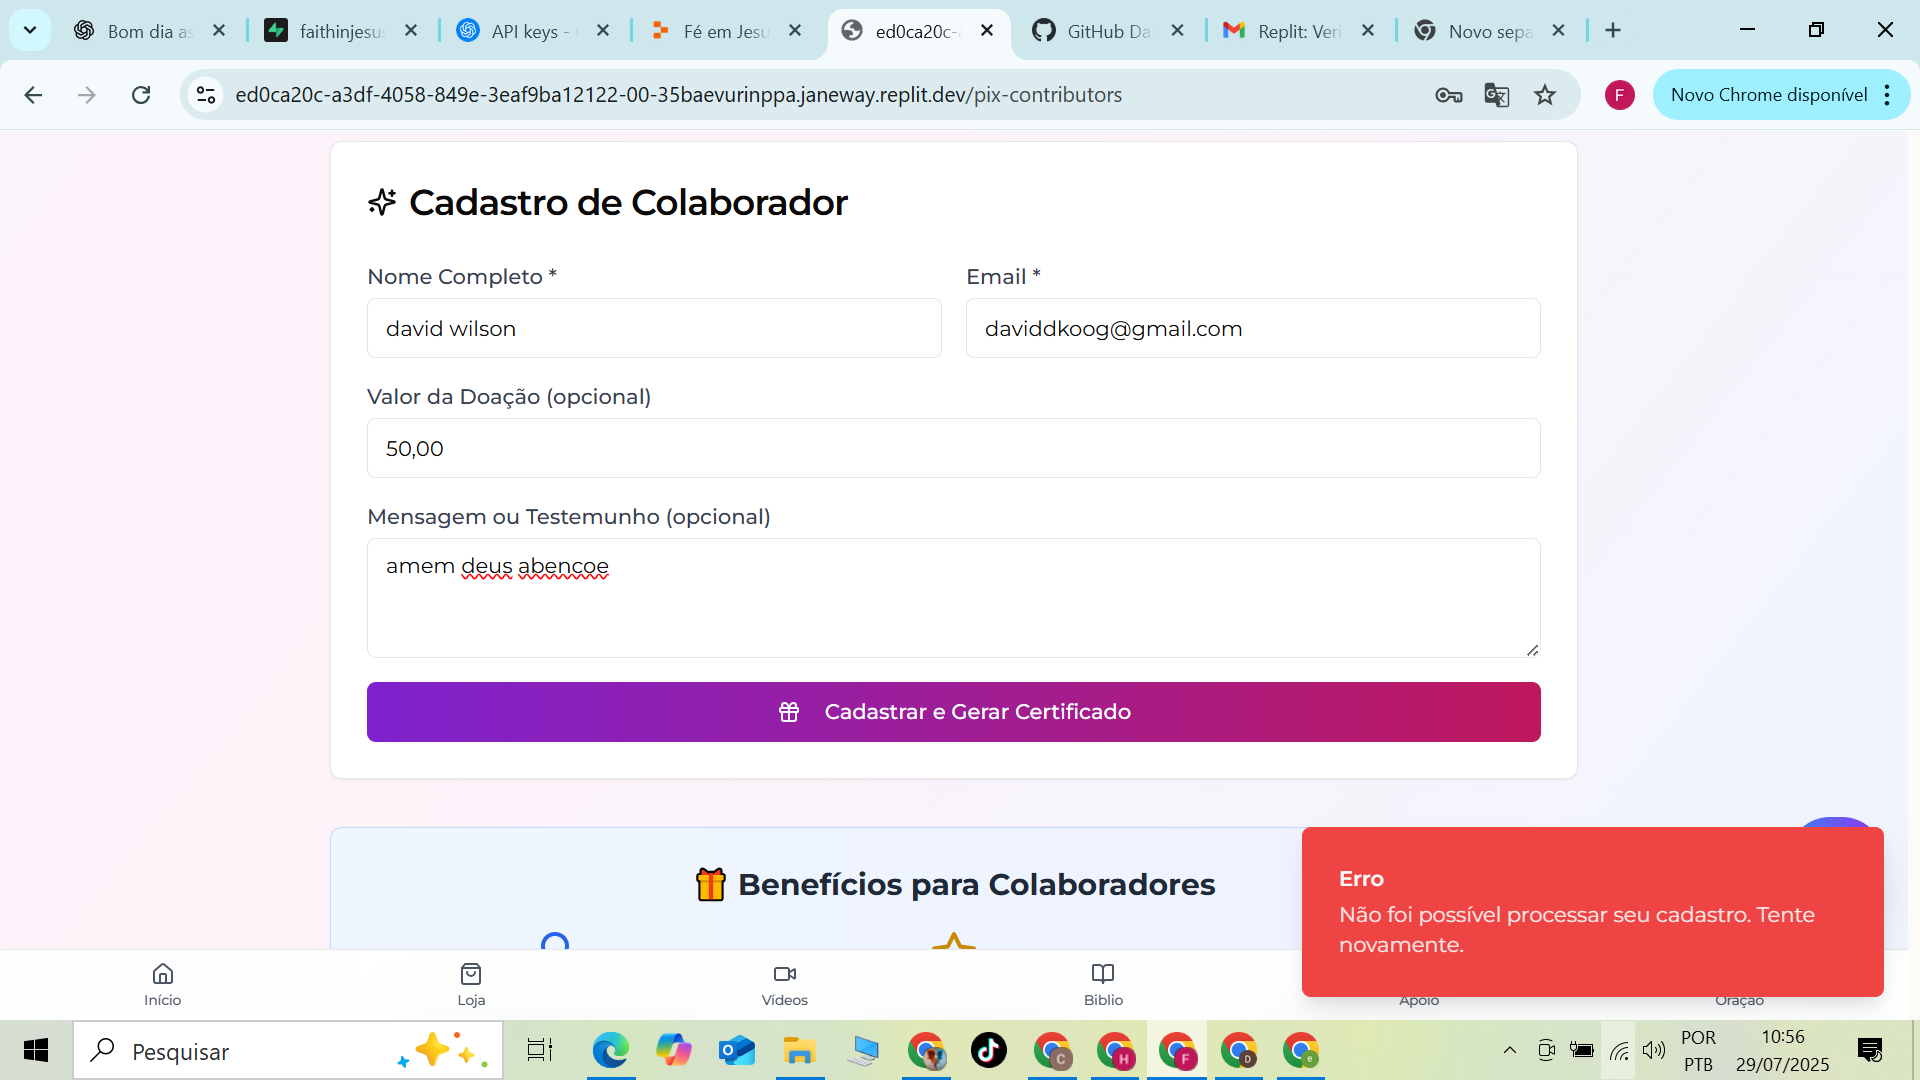 Bom dia as
faithinjesus
API keys -
Fé em Jesu
ed0ca20c-a
GitHub Da
Replit: Veri
Novo sepa
ed0ca20c-a3df-4058-849e-3eaf9ba12122-00-35baevurinppa.janeway.replit.dev/pix-contributors
F
Novo Chrome disponível
Cadastro de Colaborador
Nome Completo *
Email *
david wilson
daviddkoog@gmail.com
Valor da Doação (opcional)
50,00
Mensagem ou Testemunho (opcional)
amem deus abencoe
Cadastrar e Gerar Certificado
Benefícios para Colaboradores
Erro
Não foi possível processar seu cadastro. Tente
novamente.
Início
Loja
Vídeos
Biblio
Apoio
Oração
Pesquisar
C
H
F
D
e
POR
PTB
10:56
29/07/2025